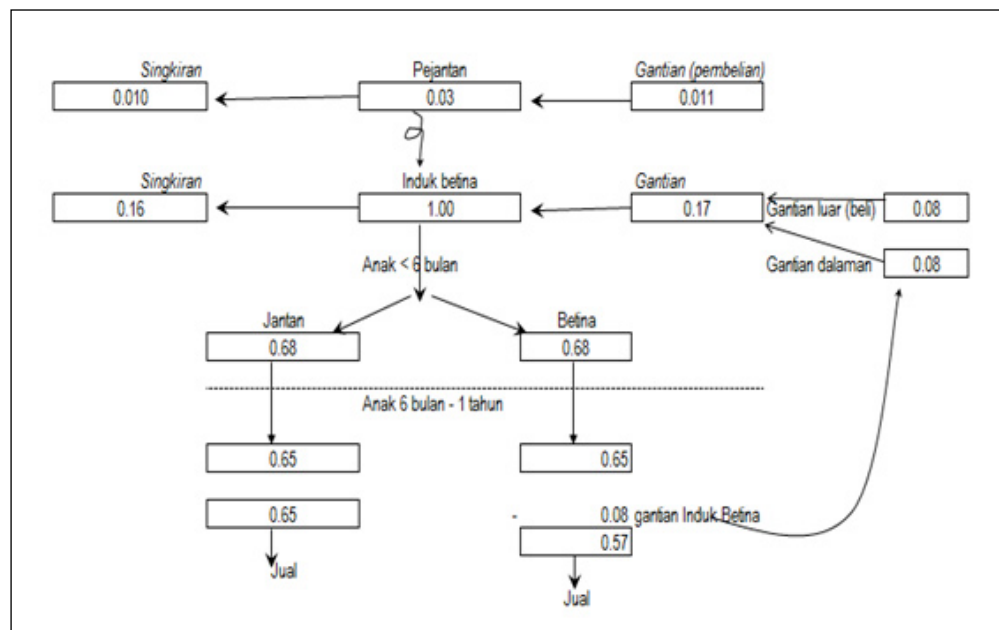 Singkiran Pejantan Gantian (pembelian)
0.010 0.03 0.011
Singkiran Induk betina Gantian
0.16 1.00 0.17 Gantian luar (beli) 0.08
Anak < 6 bulan Gantian dalaman 0.08
Jantan Betina
0.68 0.68
Anak 6 bulan - 1 tahun
0.65 0.65
0.65 - 0.08 gantian Induk Betina
0.57
Jual Jual